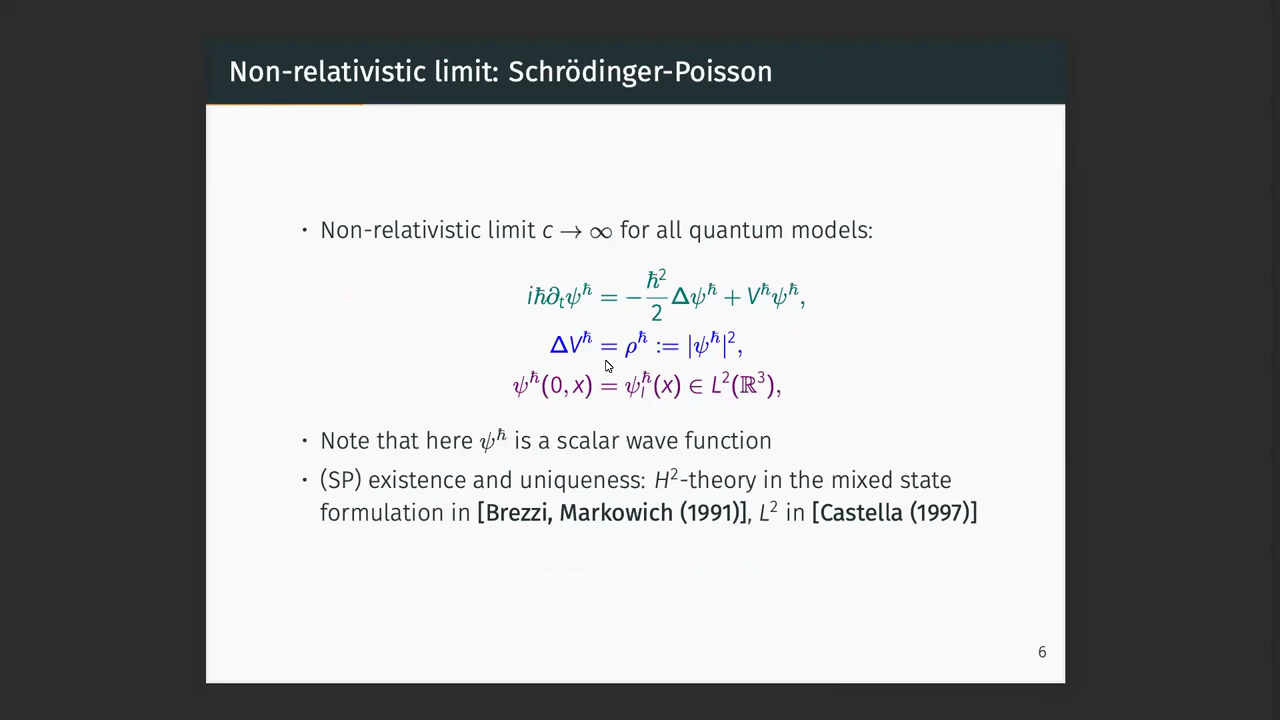 Non-relativistic limit: Schrödinger-Poisson
• Non-relativistic limit c → ∞ for all quantum models:
iℏ∂ₜψ^ℏ = −ℏ²/2 Δψ^ℏ + V^ℏψ^ℏ,
ΔV^ℏ = ρ^ℏ := |ψ^ℏ|²,
ψ^ℏ(0, x) = ψ_I^ℏ(x) ∈ L²(ℝ³),
• Note that here ψ^ℏ is a scalar wave function
• (SP) existence and uniqueness: H²-theory in the mixed state
formulation in [Brezzi, Markowich (1991)], L² in [Castella (1997)]
6